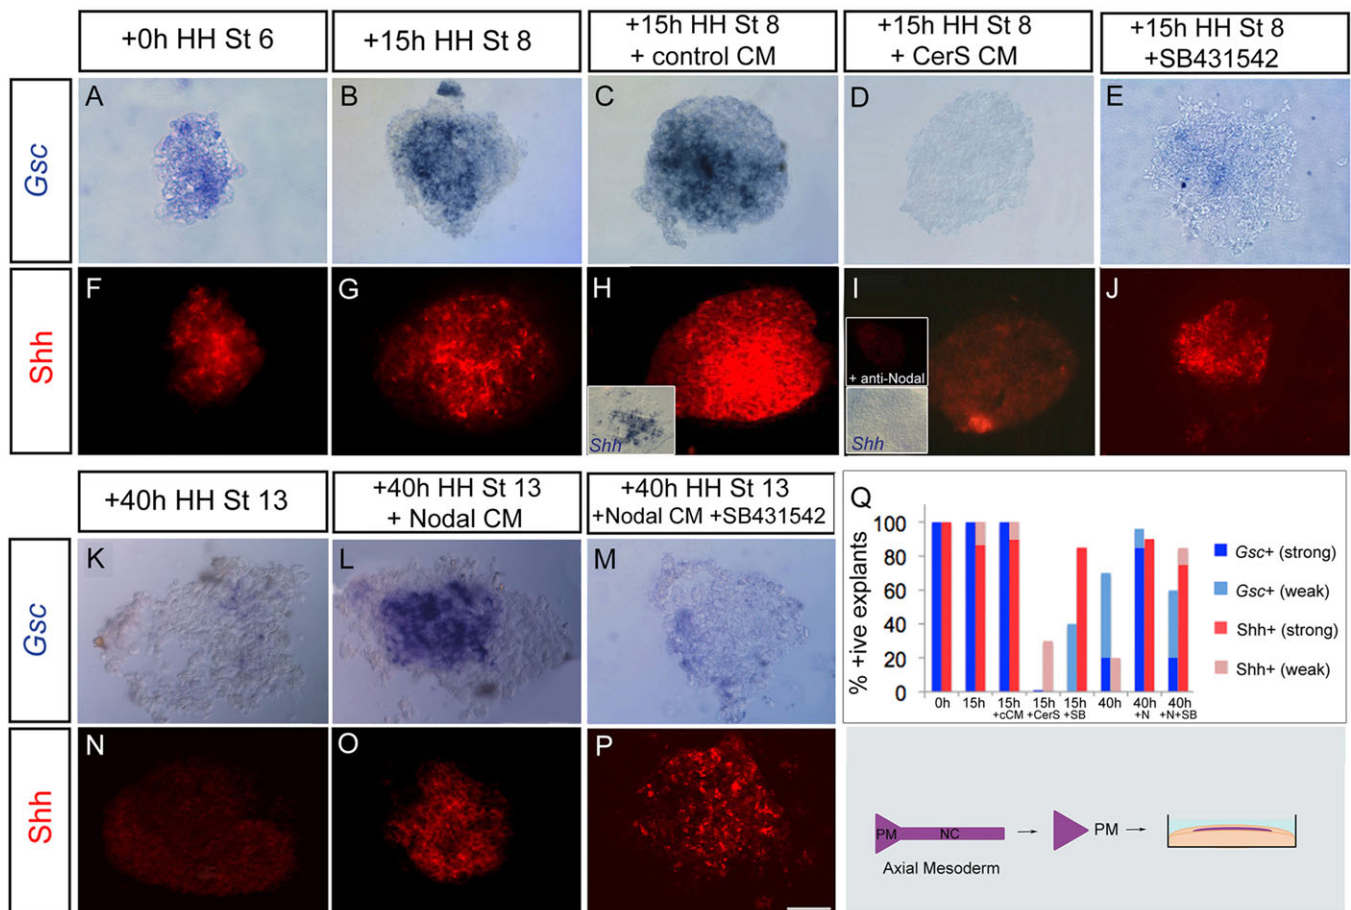 +0h HH St 6
+15h HH St 8
+15h HH St 8
+ control CM
+15h HH St 8
+ CerS CM
+15h HH St 8
+SB431542
Gsc
A
B
C
D
E
Shh
F
G
H
Shh
I
+ anti-Nodal
Shh
J
+40h HH St 13
+40h HH St 13
+ Nodal CM
+40h HH St 13
+Nodal CM +SB431542
Gsc
K
L
M
Shh
N
O
P
Q
% +ive explants
100
80
60
40
20
0
0h
15h
15h
+cCM
15h
+CerS
15h
+SB
40h
40h
+N
40h
+N+SB
Gsc+ (strong)
Gsc+ (weak)
Shh+ (strong)
Shh+ (weak)
PM
NC
PM
Axial Mesoderm